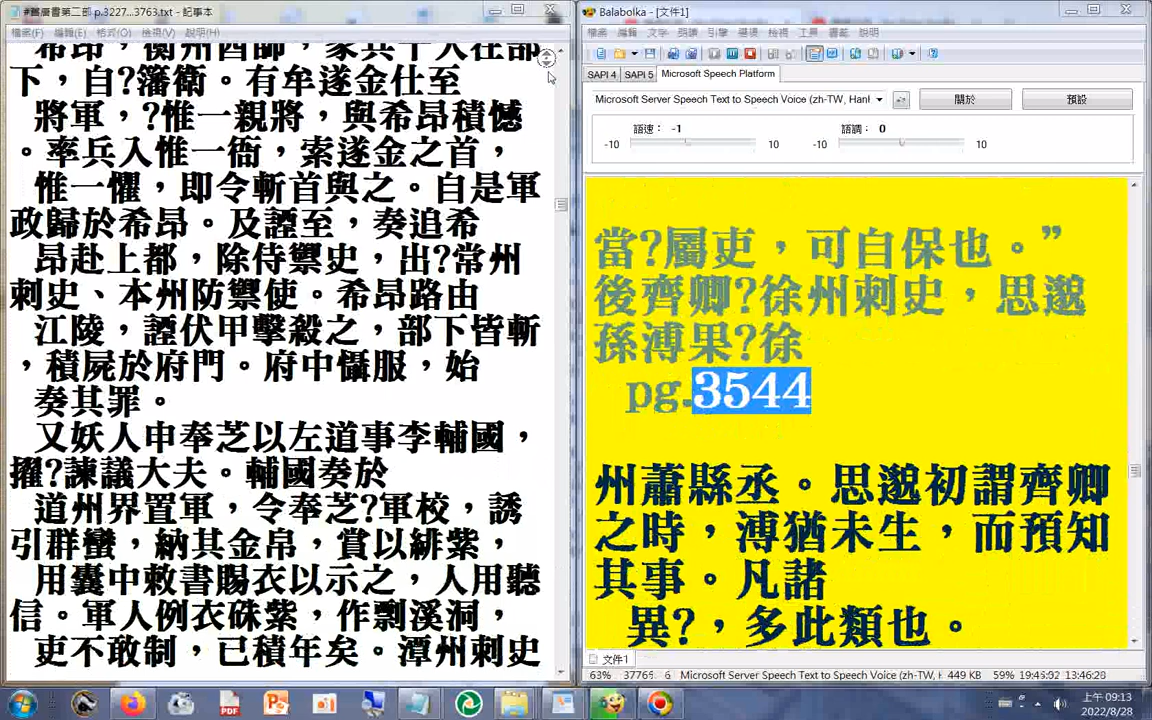 #舊唐書第二部 p.3227...3763.txt - 記事本
檔案(F) 編輯(E) 格式(O) 檢視(V) 說明(H)
希昂，衡州酋帥，家兵千人在部
下，自?籓衛。有牟遂金仕至
將軍，?惟一親將，與希昂積憾
。率兵入惟一衙，索遂金之首，
惟一懼，即令斬首與之。自是軍
政歸於希昂。及諲至，奏追希
昂赴上都，除侍禦史，出?常州
刺史、本州防禦使。希昂路由
江陵，諲伏甲擊殺之，部下皆斬
，積屍於府門。府中懾服，始
奏其罪。
又妖人申奉芝以左道事李輔國，
擢?諫議大夫。輔國奏於
道州界置軍，令奉芝?軍校，誘
引群蠻，納其金帛，賞以緋紫，
用囊中敕書賜衣以示之，人用聽
信。軍人例衣硃紫，作剽溪洞，
吏不敢制，已積年矣。潭州刺史
Balabolka - [文件1]
檔案 編輯 文字 朗讀 引擎 選項 檢視 工具 書籤 說明
SAPI 4 SAPI 5 Microsoft Speech Platform
Microsoft Server Speech Text to Speech Voice (zh-TW, Hanl 關於 預設
語速： -1 語調： 0
-10 10 -10 10
當?屬吏，可自保也。”
後齊卿?徐州刺史，思邈
孫溥果?徐
pg.3544
州蕭縣丞。思邈初謂齊卿
之時，溥猶未生，而預知
其事。凡諸
異?，多此類也。
文件1
63% 37765: 6 Microsoft Server Speech Text to Speech Voice (zh-TW, H 449 KB 59% 19:45:92 13:46:28
上午 09:13
2022/8/28